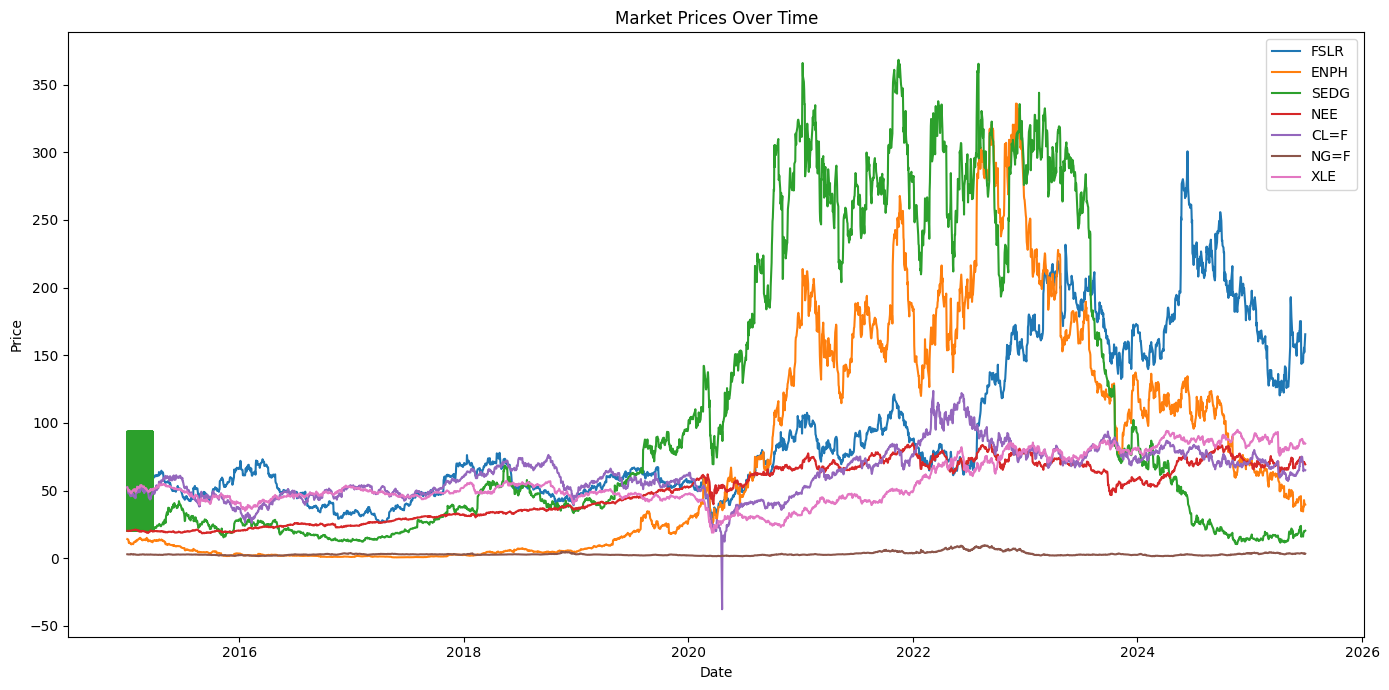 Market Prices Over Time
FSLR
ENPH
SEDG
NEE
CL=F
NG=F
XLE
Price
350
300
250
200
150
100
50
0
−50
2016
2018
2020
2022
2024
2026
Date